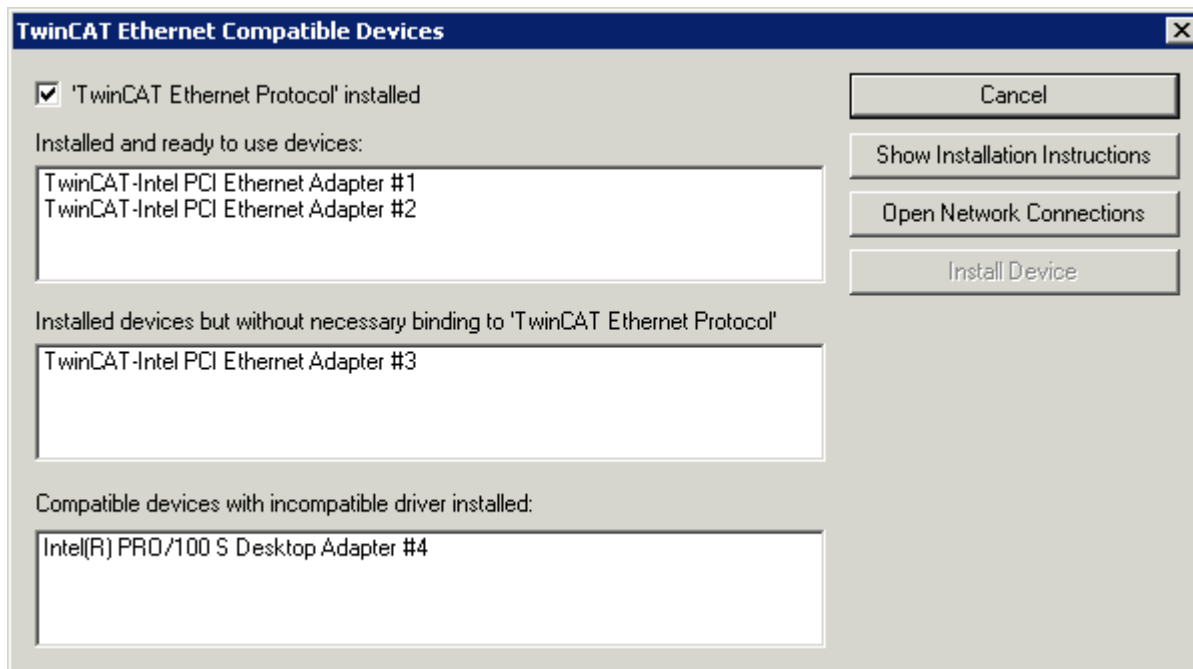 TwinCAT Ethernet Compatible Devices
'TwinCAT Ethernet Protocol' installed
Cancel
Installed and ready to use devices:
Show Installation Instructions
TwinCAT-Intel PCI Ethernet Adapter #1
TwinCAT-Intel PCI Ethernet Adapter #2
Open Network Connections
Install Device
Installed devices but without necessary binding to 'TwinCAT Ethernet Protocol'
TwinCAT-Intel PCI Ethernet Adapter #3
Compatible devices with incompatible driver installed:
Intel(R) PRO/100 S Desktop Adapter #4